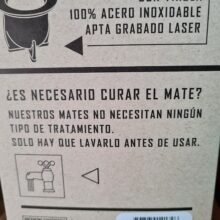 100% ACERO INOXIDABLE
APTA GRABADO LASER
¿ES NECESARIO CURAR EL MATE?
NUESTROS MATES NO NECESITAN NINGÚN
TIPO DE TRATAMIENTO.
SOLO HAY QUE LAVARLO ANTES DE USAR.